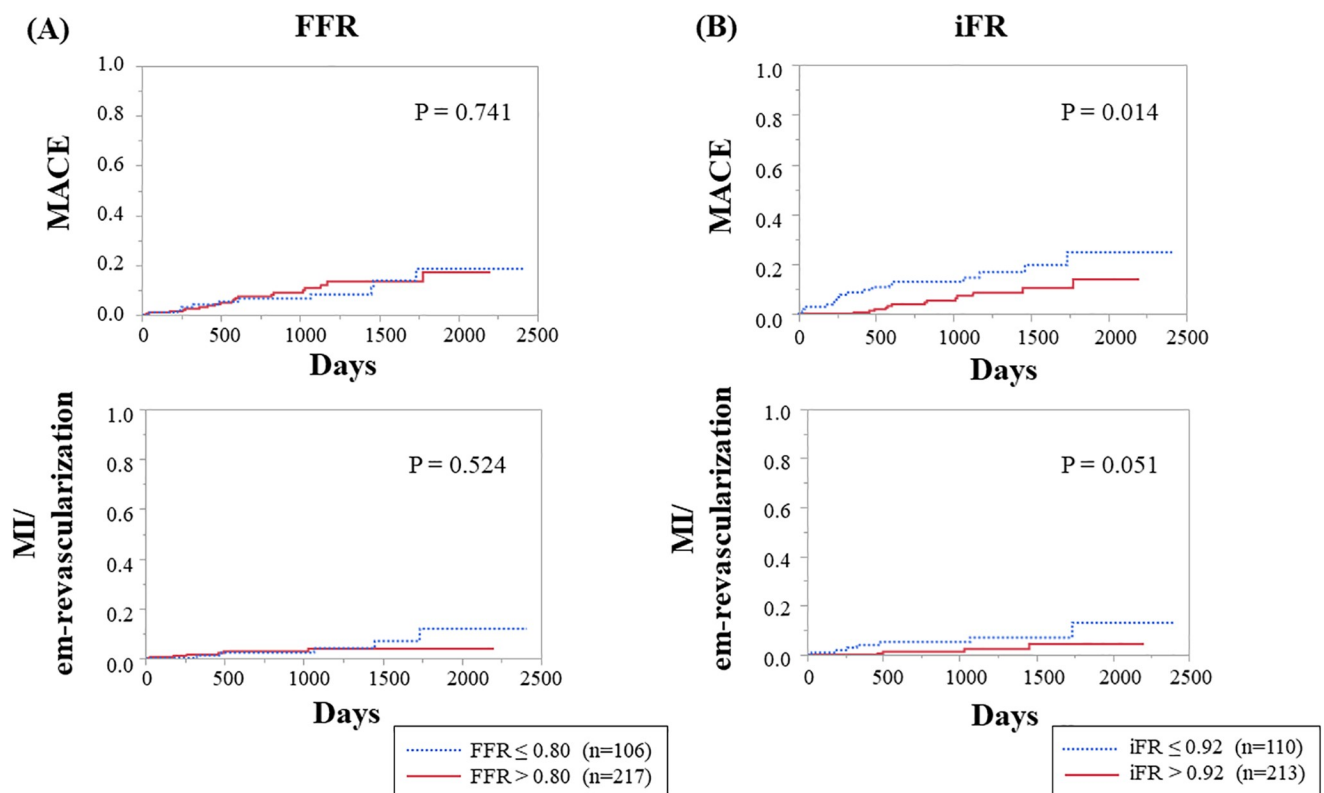 (A) FFR
1.0
0.8
0.6
0.4
0.2
0.0
MACE
P = 0.741
0 500 1000 1500 2000 2500
Days
1.0
0.8
0.6
0.4
0.2
0.0
MI/
em-revascularization
P = 0.524
0 500 1000 1500 2000 2500
Days
FFR ≤ 0.80 (n=106)
FFR > 0.80 (n=217)
(B) iFR
1.0
0.8
0.6
0.4
0.2
0.0
MACE
P = 0.014
0 500 1000 1500 2000 2500
Days
1.0
0.8
0.6
0.4
0.2
0.0
MI/
em-revascularization
P = 0.051
0 500 1000 1500 2000 2500
Days
iFR ≤ 0.92 (n=110)
iFR > 0.92 (n=213)